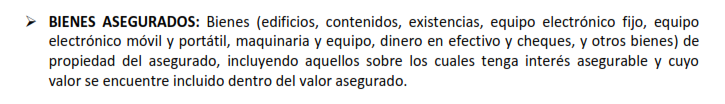 ➢ BIENES ASEGURADOS: Bienes (edificios, contenidos, existencias, equipo electrónico fijo, equipo
electrónico móvil y portátil, maquinaria y equipo, dinero en efectivo y cheques, y otros bienes) de
propiedad del asegurado, incluyendo aquellos sobre los cuales tenga interés asegurable y cuyo
valor se encuentre incluido dentro del valor asegurado.